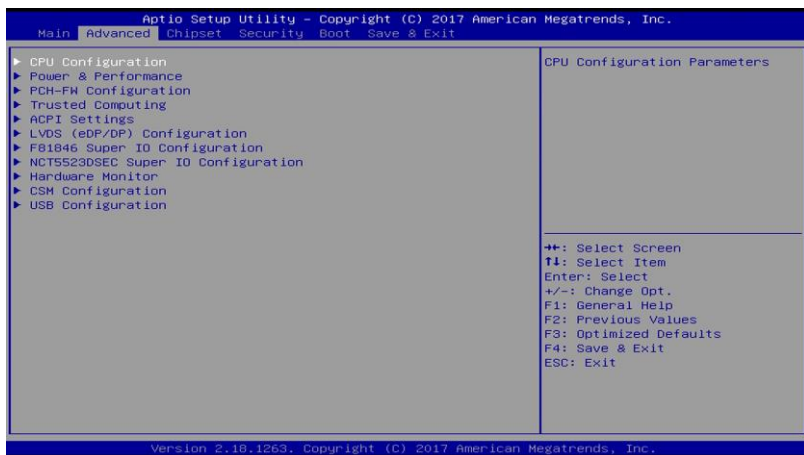 Aptio Setup Utility – Copyright (C) 2017 American Megatrends, Inc.
Main Advanced Chipset Security Boot Save & Exit
▶ CPU Configuration
▶ Power & Performance
▶ PCH-FW Configuration
▶ Trusted Computing
▶ ACPI Settings
▶ LVDS (eDP/DP) Configuration
▶ F81846 Super IO Configuration
▶ NCT5523DSEC Super IO Configuration
▶ Hardware Monitor
▶ CSM Configuration
▶ USB Configuration
CPU Configuration Parameters
→←: Select Screen
↑↓: Select Item
Enter: Select
+/-: Change Opt.
F1: General Help
F2: Previous Values
F3: Optimized Defaults
F4: Save & Exit
ESC: Exit
Version 2.18.1263. Copyright (C) 2017 American Megatrends, Inc.